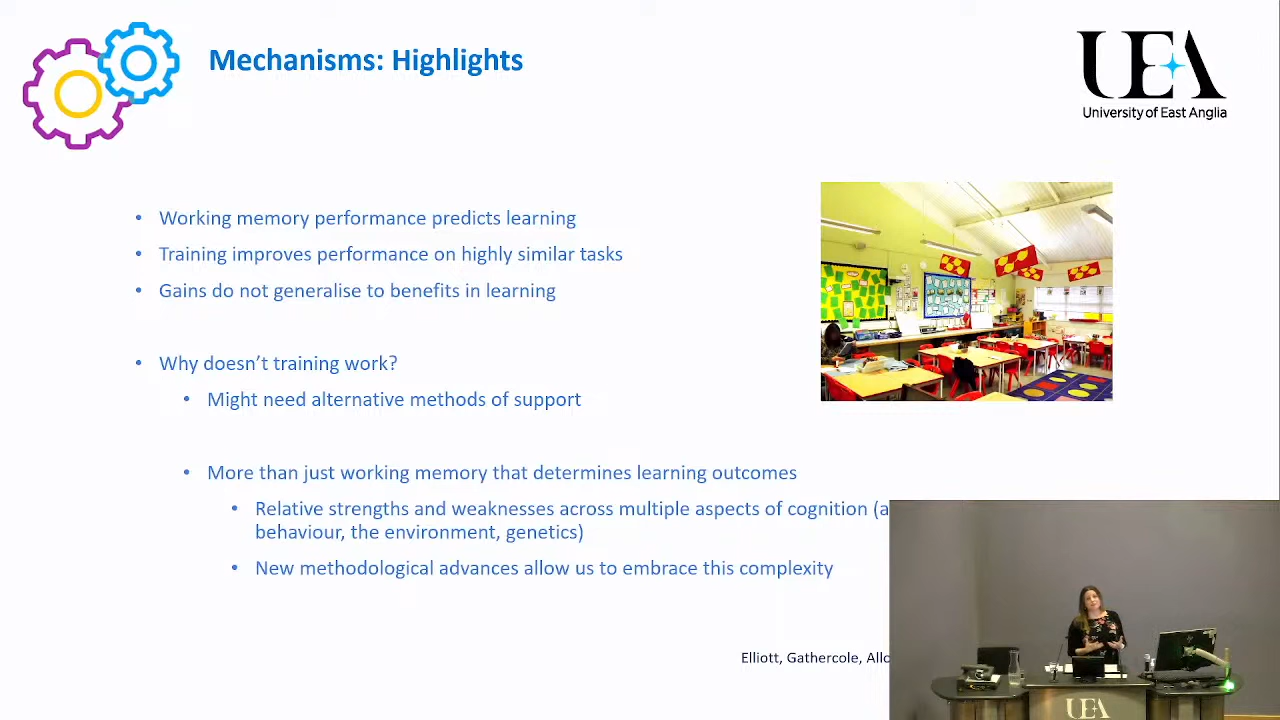 Mechanisms: Highlights
UEA
University of East Anglia
Working memory performance predicts learning
Training improves performance on highly similar tasks
Gains do not generalise to benefits in learning
Why doesn't training work?
Might need alternative methods of support
More than just working memory that determines learning outcomes
Relative strengths and weaknesses across multiple aspects of cognition (a
behaviour, the environment, genetics)
New methodological advances allow us to embrace this complexity
Elliott, Gathercole,
UEA